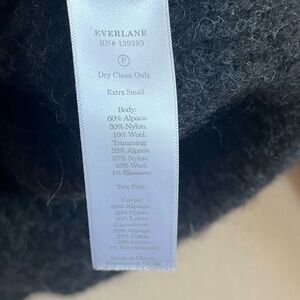 EVERLANE
RN# 139393
P
Dry Clean Only.
Extra Small.
Body:
60% Alpaca.
30% Nylon.
10% Wool.
Trimming:
52% Alpaca.
37% Nylon.
10% Wool.
1% Elastane.
Très Petit.
Corps:
60% Alpaga.
30% Nylon.
10% Laine.
Garniture
52% Alpaga.
37% Nylon.
10% Laine.
1% Élasthanne.
Made in China.